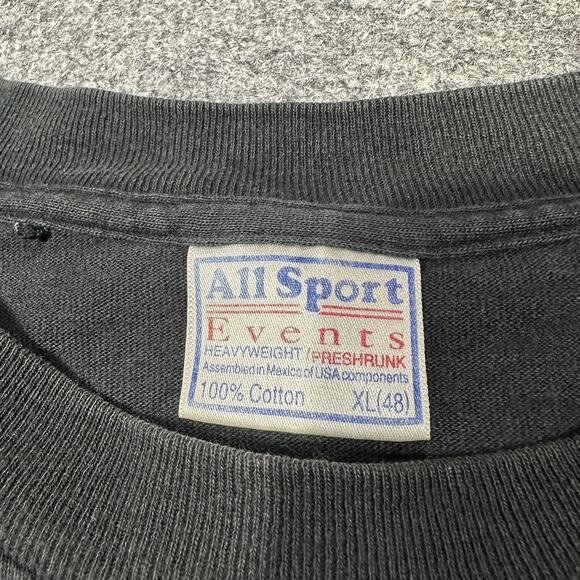 All Sport
Events
HEAVYWEIGHT / PRESHRUNK
Assembled in Mexico of USA components
100% Cotton XL(48)